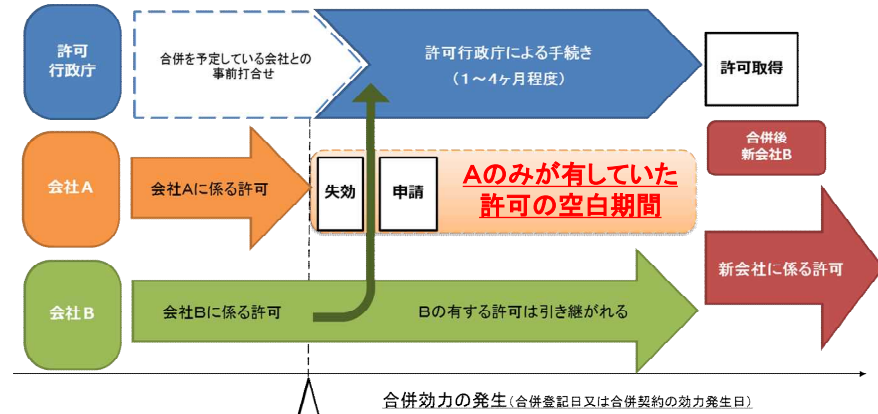 許可
行政庁
合併を予定している会社との
事前打合せ
許可行政庁による手続き
（１～４ヶ月程度）
許可取得
合併後
新会社Ｂ
会社Ａ
会社Ａに係る許可
失効
申請
Ａのみが有していた
許可の空白期間
新会社に係る許可
会社Ｂ
会社Ｂに係る許可
Ｂの有する許可は引き継がれる
合併効力の発生（合併登記日又は合併契約の効力発生日）